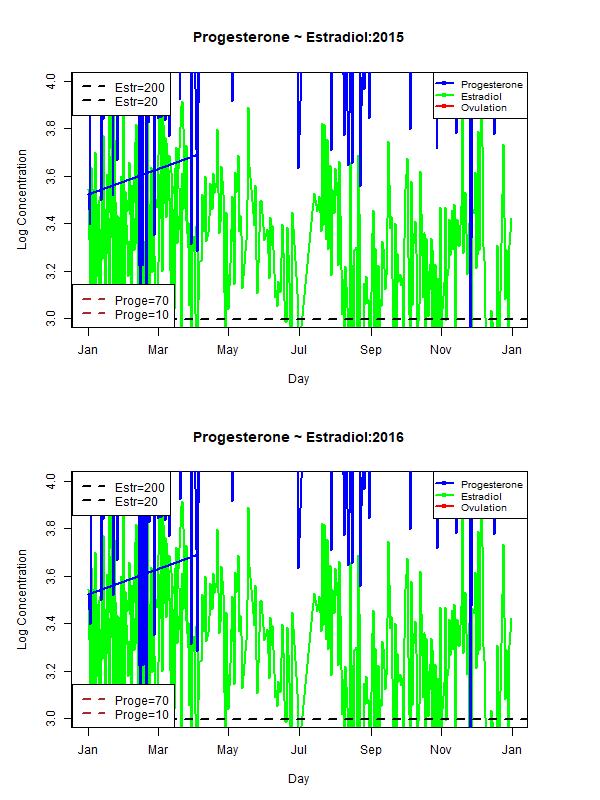 Progesterone ~ Estradiol:2015
Log Concentration
4.0
3.8
3.6
3.4
3.2
3.0
Estr=200
Estr=20
Progesterone
Estradiol
Ovulation
Proge=70
Proge=10
Jan Mar May Jul Sep Nov Jan
Day
Progesterone ~ Estradiol:2016
Log Concentration
4.0
3.8
3.6
3.4
3.2
3.0
Estr=200
Estr=20
Progesterone
Estradiol
Ovulation
Proge=70
Proge=10
Jan Mar May Jul Sep Nov Jan
Day